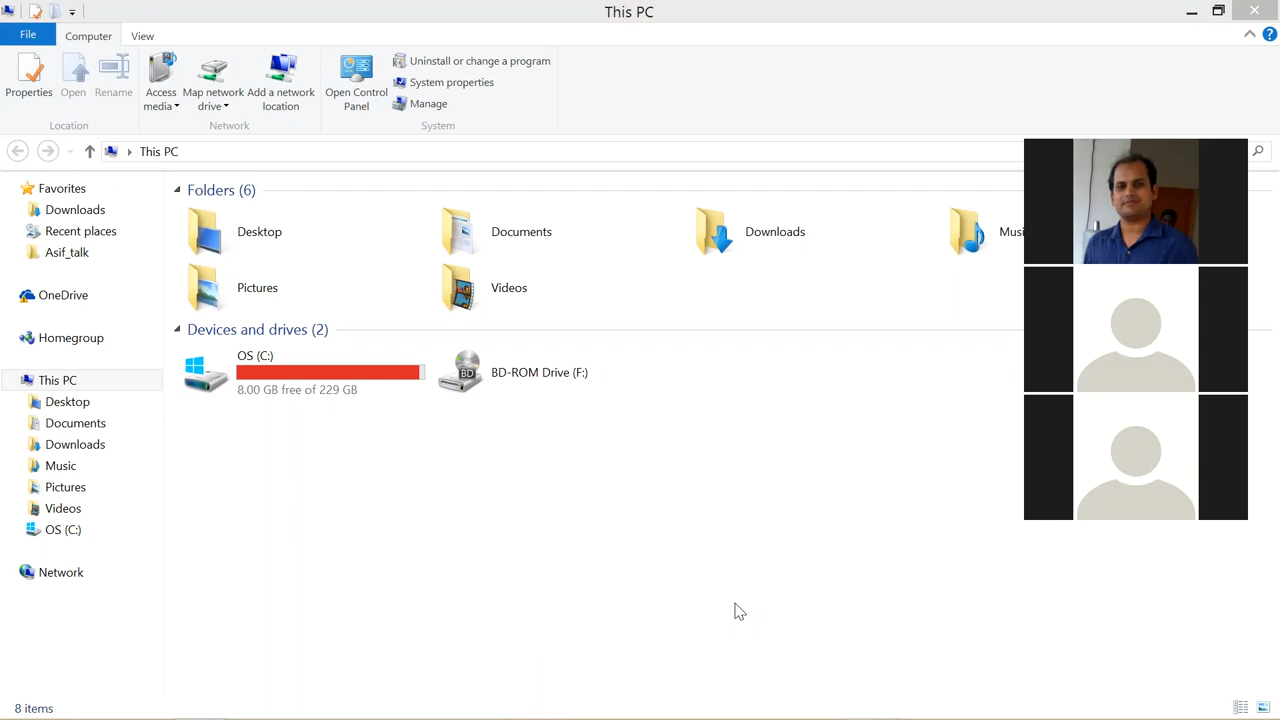 This PC
File
Computer
View
Properties
Open
Rename
Access media
Map network drive
Add a network location
Open Control Panel
Uninstall or change a program
System properties
Manage
Location
Network
System
This PC
Favorites
Downloads
Recent places
Asif_talk
OneDrive
Homegroup
This PC
Desktop
Documents
Downloads
Music
Pictures
Videos
OS (C:)
Network
Folders (6)
Desktop
Documents
Downloads
Musi
Pictures
Videos
Devices and drives (2)
OS (C:)
8.00 GB free of 229 GB
BD
BD-ROM Drive (F:)
8 items